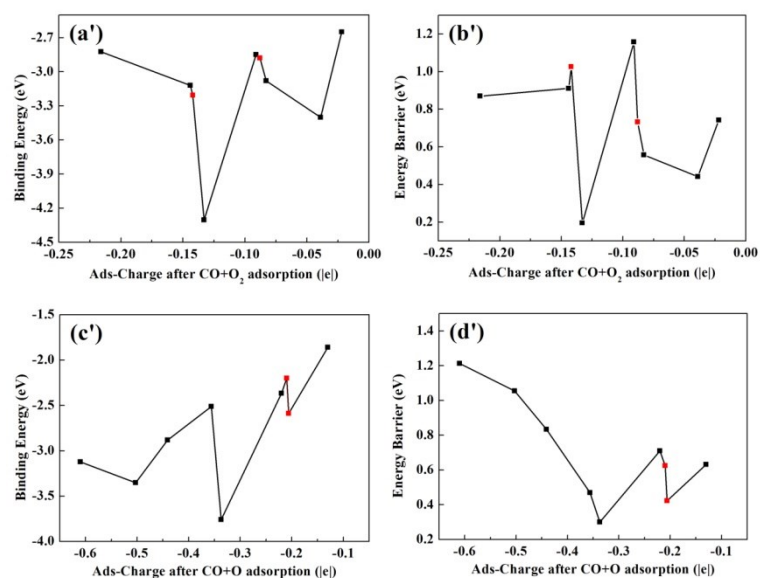 (a')
Binding Energy (eV)
-2.7
-3.0
-3.3
-3.6
-3.9
-4.2
-4.5
-0.25 -0.20 -0.15 -0.10 -0.05 0.00
Ads-Charge after CO+O₂ adsorption (|e|)
(b')
Energy Barrier (eV)
1.2
1.0
0.8
0.6
0.4
0.2
-0.25 -0.20 -0.15 -0.10 -0.05 0.00
Ads-Charge after CO+O₂ adsorption (|e|)
(c')
Binding Energy (eV)
-1.5
-2.0
-2.5
-3.0
-3.5
-4.0
-0.6 -0.5 -0.4 -0.3 -0.2 -0.1
Ads-Charge after CO+O adsorption (|e|)
(d')
Energy Barrier (eV)
1.4
1.2
1.0
0.8
0.6
0.4
0.2
-0.6 -0.5 -0.4 -0.3 -0.2 -0.1
Ads-Charge after CO+O adsorption (|e|)